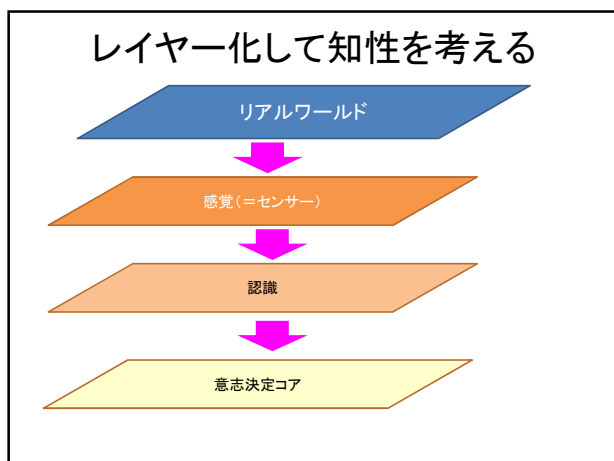 レイヤー化して知性を考える
リアルワールド
感覚(=センサー)
認識
意志決定コア